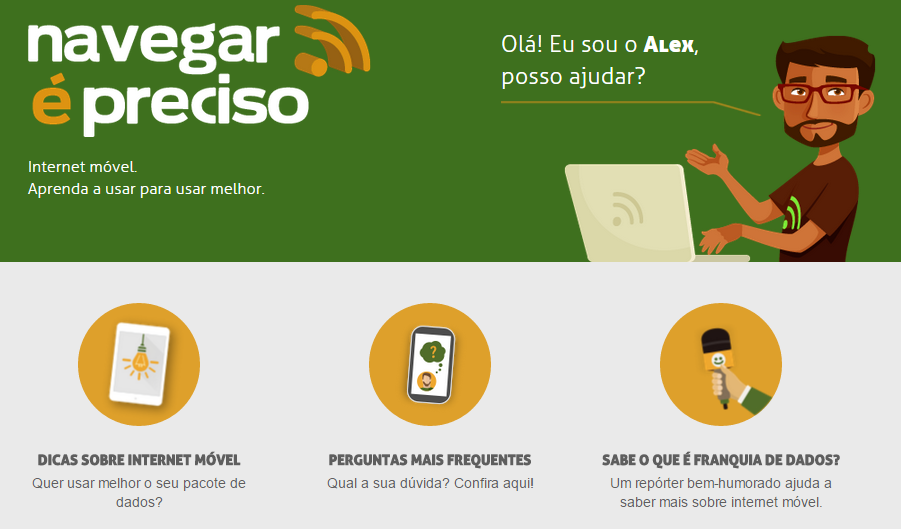 navegar
é preciso
Olá! Eu sou o Alex,
posso ajudar?
Internet móvel.
Aprenda a usar para usar melhor.
?
DICAS SOBRE INTERNET MÓVEL
Quer usar melhor o seu pacote de
dados?
PERGUNTAS MAIS FREQUENTES
Qual a sua dúvida? Confira aqui!
SABE O QUE É FRANQUIA DE DADOS?
Um repórter bem-humorado ajuda a
saber mais sobre internet móvel.